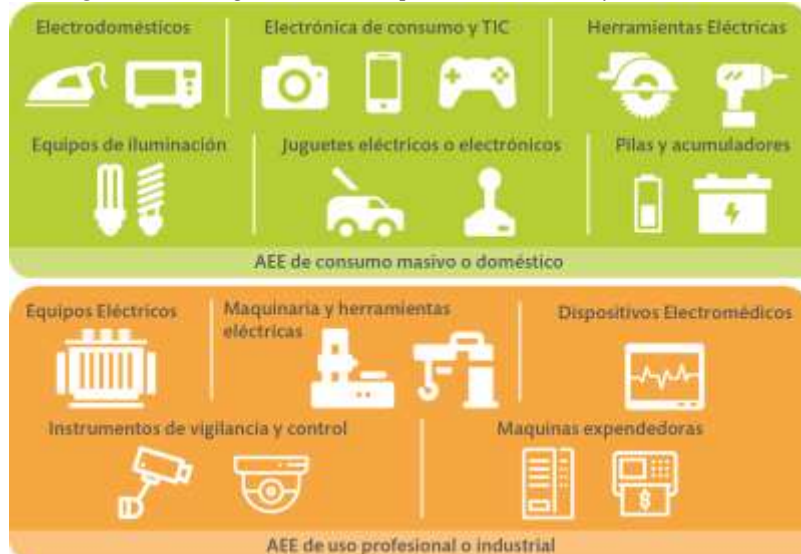 Electrodomésticos
Electrónica de consumo y TIC
Herramientas Eléctricas
Equipos de iluminación
Juguetes eléctricos o electrónicos
Pilas y acumuladores
AEE de consumo masivo o doméstico
Equipos Eléctricos
Maquinaria y herramientas
eléctricas
Dispositivos Electromédicos
Instrumentos de vigilancia y control
Maquinas expendedoras
$
AEE de uso profesional o industrial